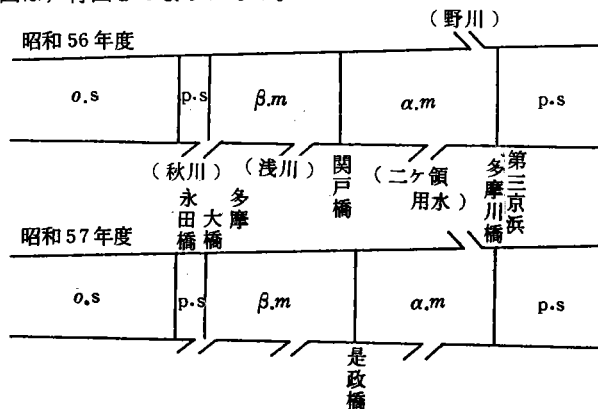 (野川)
昭和56年度
o.s
p.s
β.m
α.m
p.s
(秋川)
(浅川)
関戸橋
(二ケ領用水)
第三京浜
多摩川橋
永田橋
多摩大橋
昭和57年度
o.s
p.s
β.m
α.m
p.s
是政橋